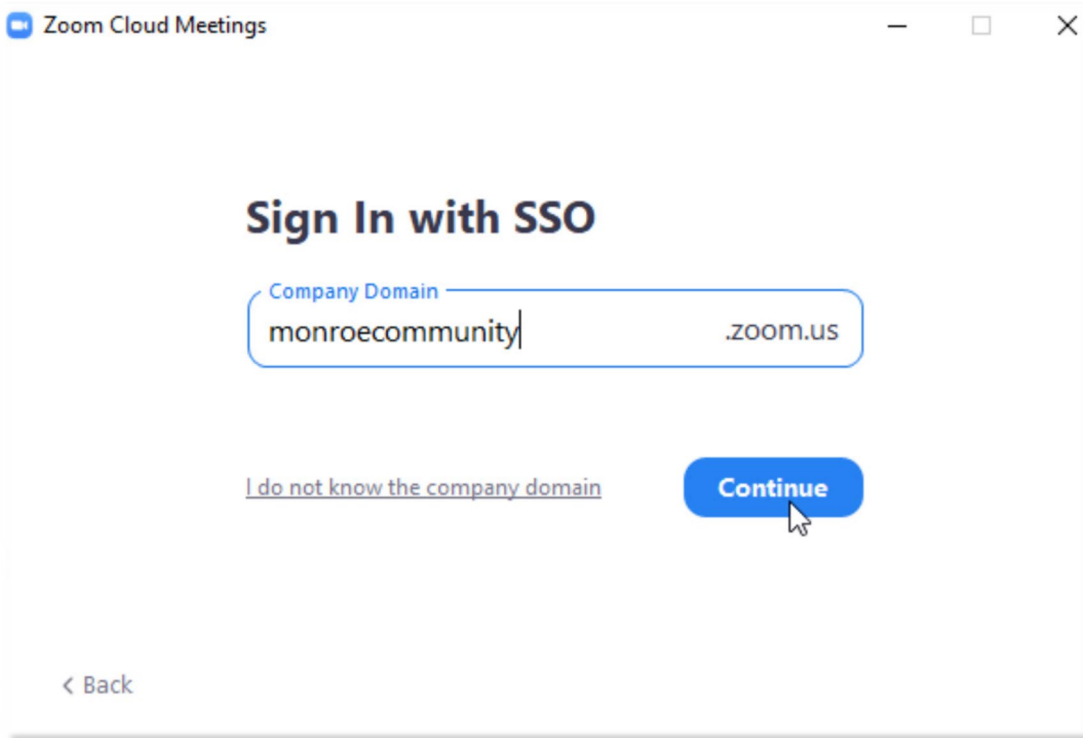 Zoom Cloud Meetings
Sign In with SSO
Company Domain
monroecommunity .zoom.us
I do not know the company domain Continue
< Back